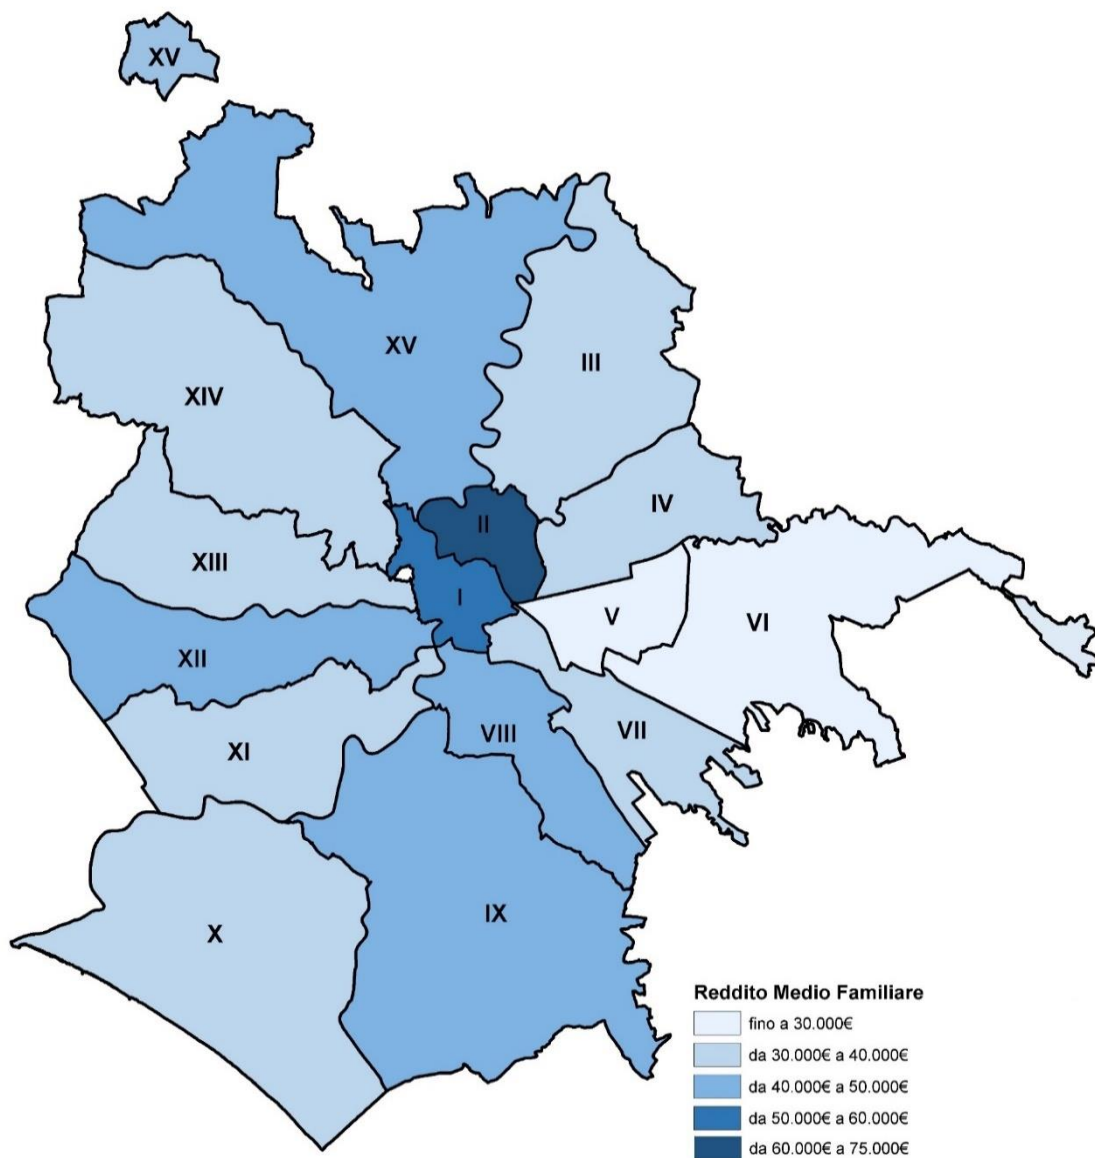 XV
XV
III
XIV
IV
II
XIII
I
V
VI
XII
VIII
VII
XI
IX
X
Reddito Medio Familiare
fino a 30.000€
da 30.000€ a 40.000€
da 40.000€ a 50.000€
da 50.000€ a 60.000€
da 60.000€ a 75.000€